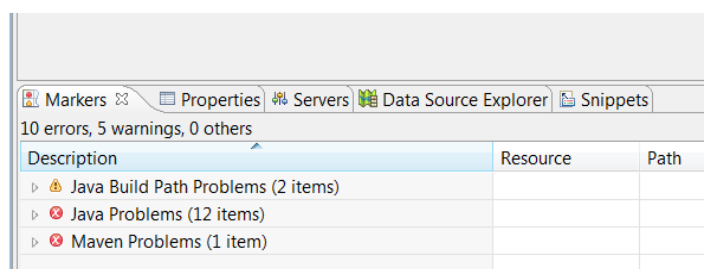 Markers Properties Servers Data Source Explorer Snippets
10 errors, 5 warnings, 0 others
Description Resource Path
Java Build Path Problems (2 items)
Java Problems (12 items)
Maven Problems (1 item)